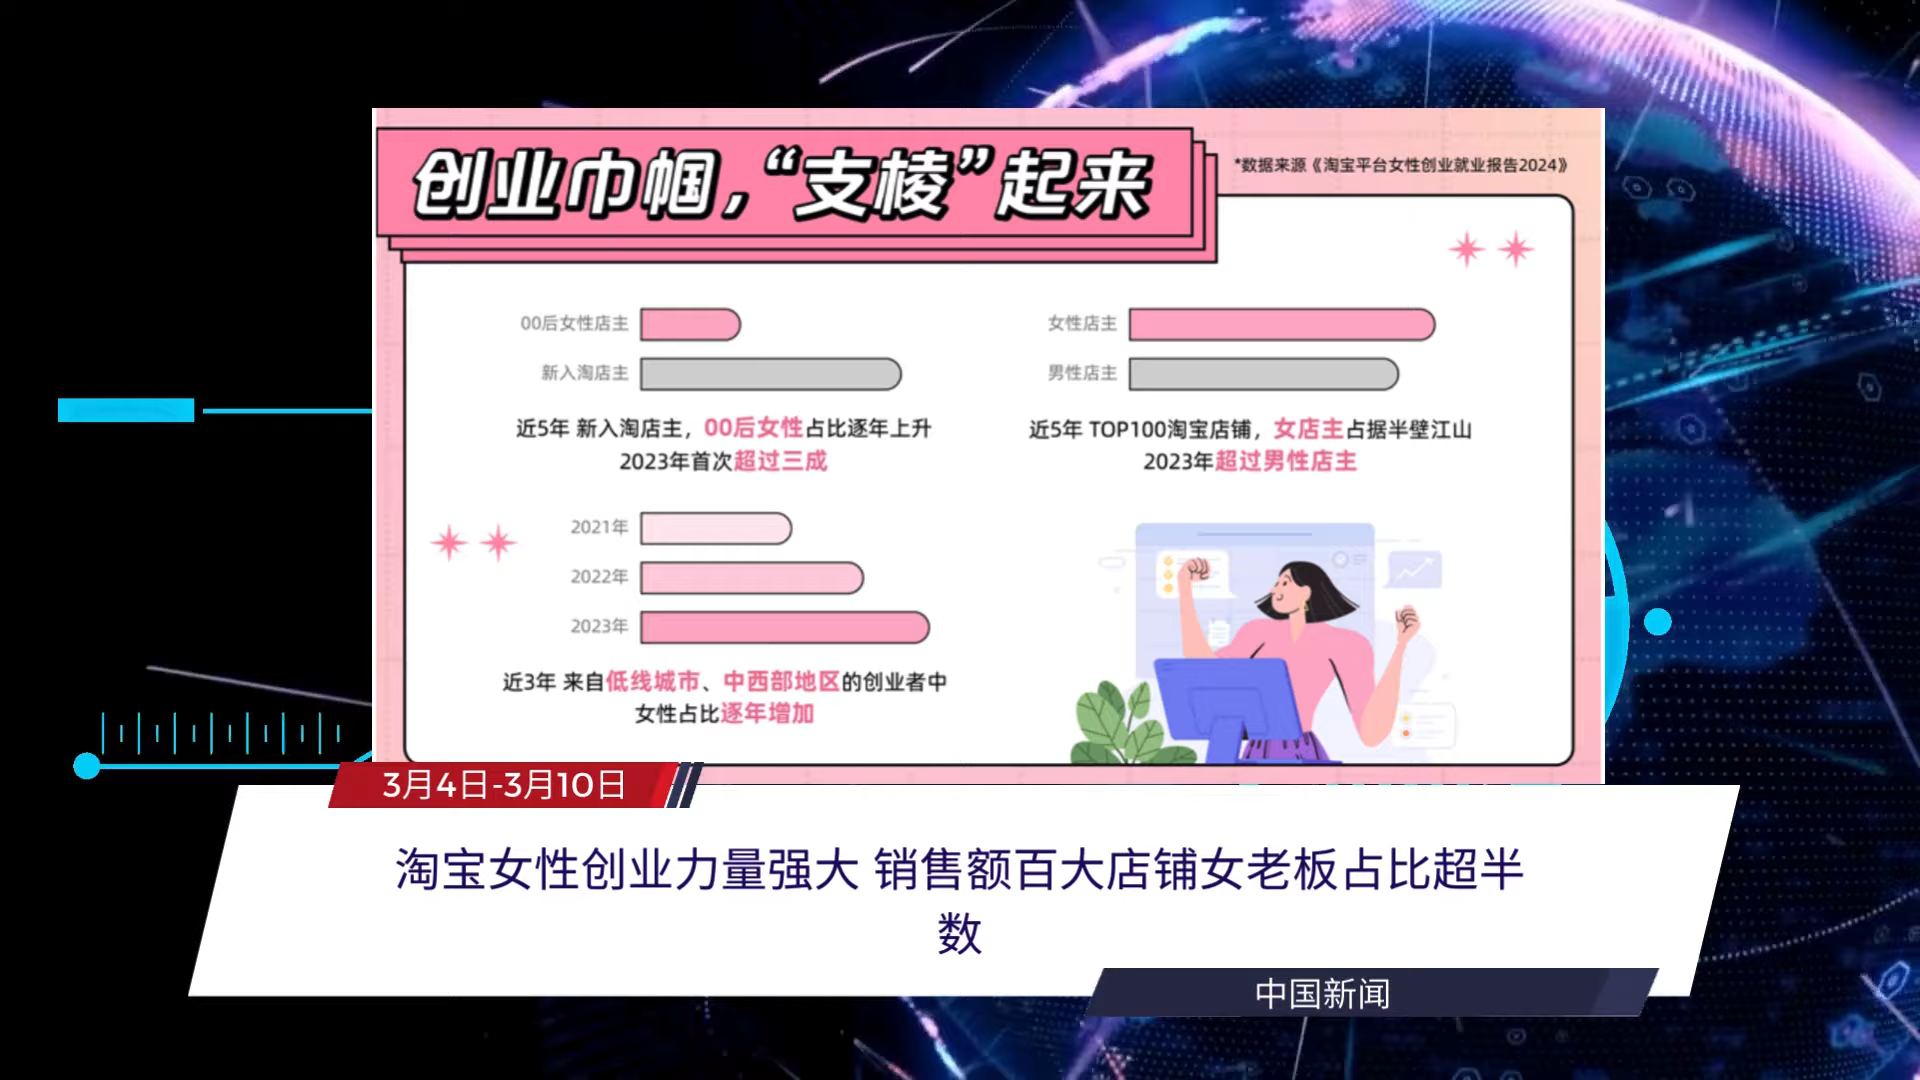 创业巾帼，“支棱”起来
*数据来源《淘宝平台女性创业就业报告2024》
00后女性店主
新入淘店主
近5年 新入淘店主，00后女性占比逐年上升
2023年首次超过三成
女性店主
男性店主
近5年 TOP100淘宝店铺，女店主占据半壁江山
2023年超过男性店主
2021年
2022年
2023年
近3年 来自低线城市、中西部地区的创业者中
女性占比逐年增加
3月4日-3月10日
淘宝女性创业力量强大 销售额百大店铺女老板占比超半
数
中国新闻